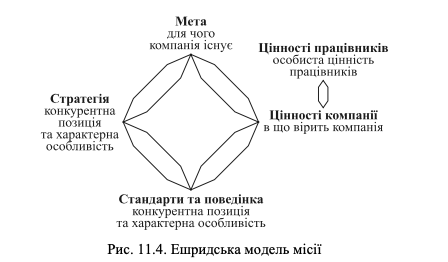 Мета
для чого
компанія існує
Цінності працівників
особиста цінність
працівників
Стратегія
конкурентна
позиція
та характерна
особливість
Цінності компанії
в що вірить компанія
Стандарти та поведінка
конкурентна позиція
та характерна особливість
Рис. 11.4. Ешридська модель місії